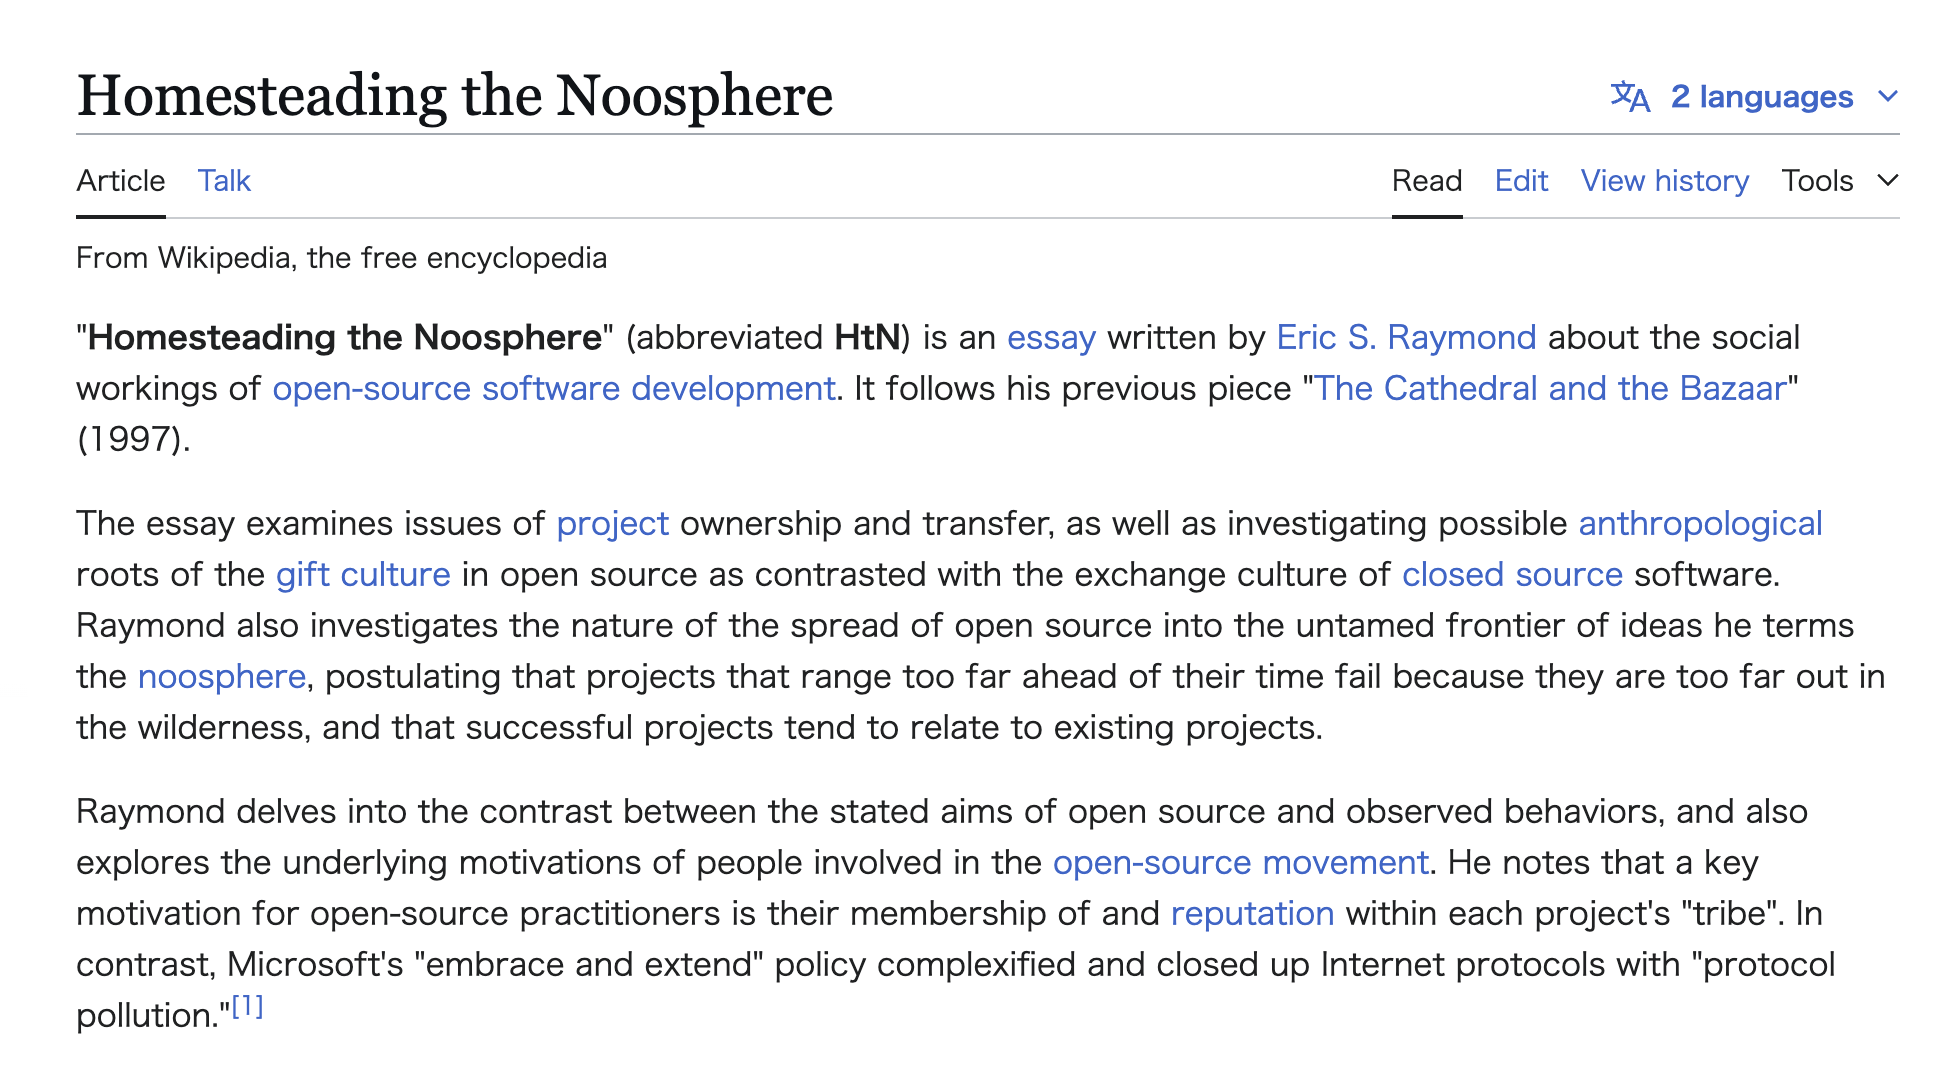 Homesteading the Noosphere
2 languages
Article Talk Read Edit View history Tools
From Wikipedia, the free encyclopedia
"Homesteading the Noosphere" (abbreviated HtN) is an essay written by Eric S. Raymond about the social
workings of open-source software development. It follows his previous piece "The Cathedral and the Bazaar"
(1997).
The essay examines issues of project ownership and transfer, as well as investigating possible anthropological
roots of the gift culture in open source as contrasted with the exchange culture of closed source software.
Raymond also investigates the nature of the spread of open source into the untamed frontier of ideas he terms
the noosphere, postulating that projects that range too far ahead of their time fail because they are too far out in
the wilderness, and that successful projects tend to relate to existing projects.
Raymond delves into the contrast between the stated aims of open source and observed behaviors, and also
explores the underlying motivations of people involved in the open-source movement. He notes that a key
motivation for open-source practitioners is their membership of and reputation within each project's "tribe". In
contrast, Microsoft's "embrace and extend" policy complexified and closed up Internet protocols with "protocol
pollution."[1]